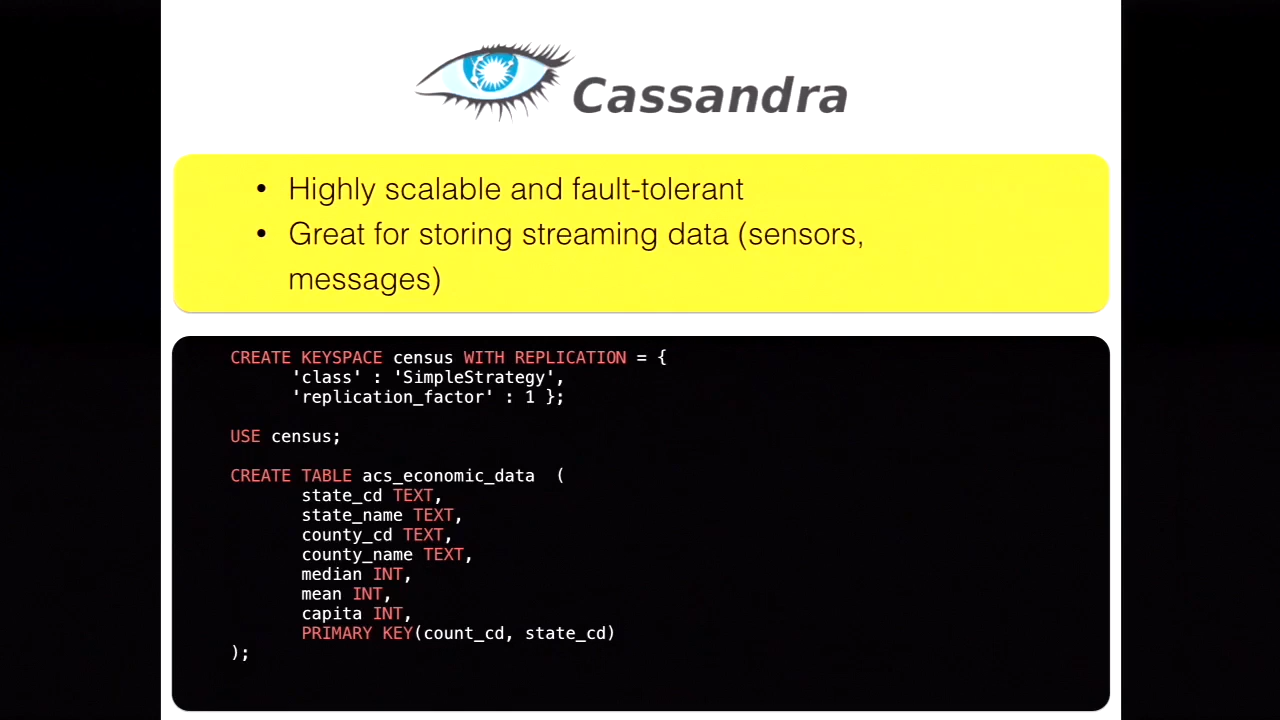 Cassandra
• Highly scalable and fault-tolerant
• Great for storing streaming data (sensors,
messages)
CREATE KEYSPACE census WITH REPLICATION = {
'class' : 'SimpleStrategy',
'replication_factor' : 1 };
USE census;
CREATE TABLE acs_economic_data (
state_cd TEXT,
state_name TEXT,
county_cd TEXT,
county_name TEXT,
median INT,
mean INT,
capita INT,
PRIMARY KEY(count_cd, state_cd)
);